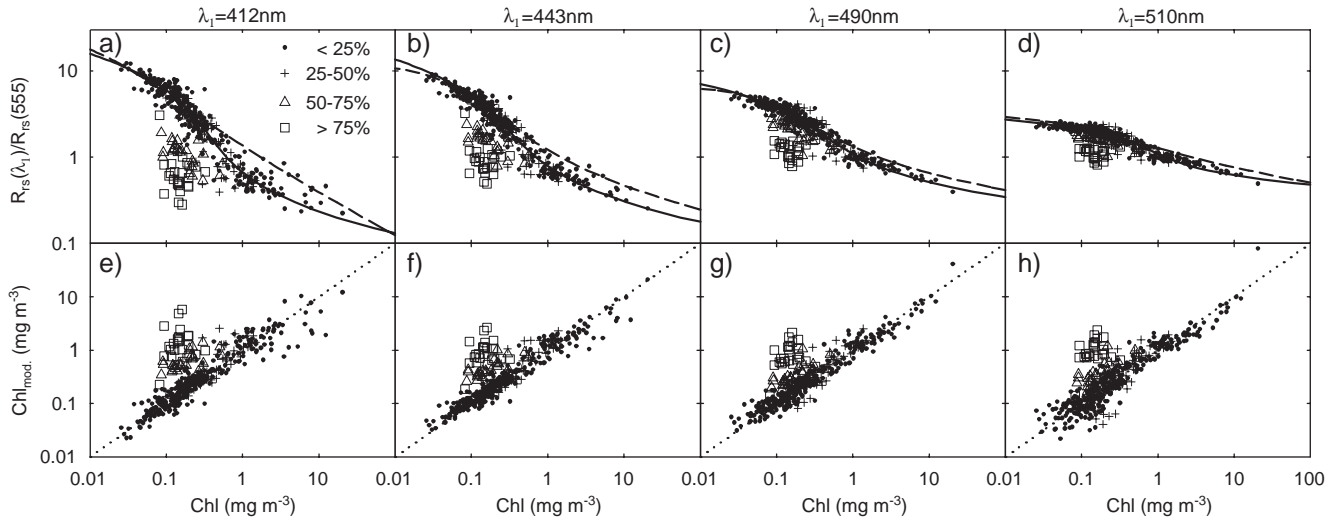 λ₁=412nm λ₁=443nm λ₁=490nm λ₁=510nm
a) b) c) d)
< 25%
25-50%
50-75%
> 75%
Rrs(λ₁)/Rrs(555)
10
1
0.1
e) f) g) h)
Chlmod. (mg m⁻³)
10
1
0.1
0.01
0.01 0.1 1 10 0.01 0.1 1 10 0.01 0.1 1 10 0.01 0.1 1 10 100
Chl (mg m⁻³) Chl (mg m⁻³) Chl (mg m⁻³) Chl (mg m⁻³)